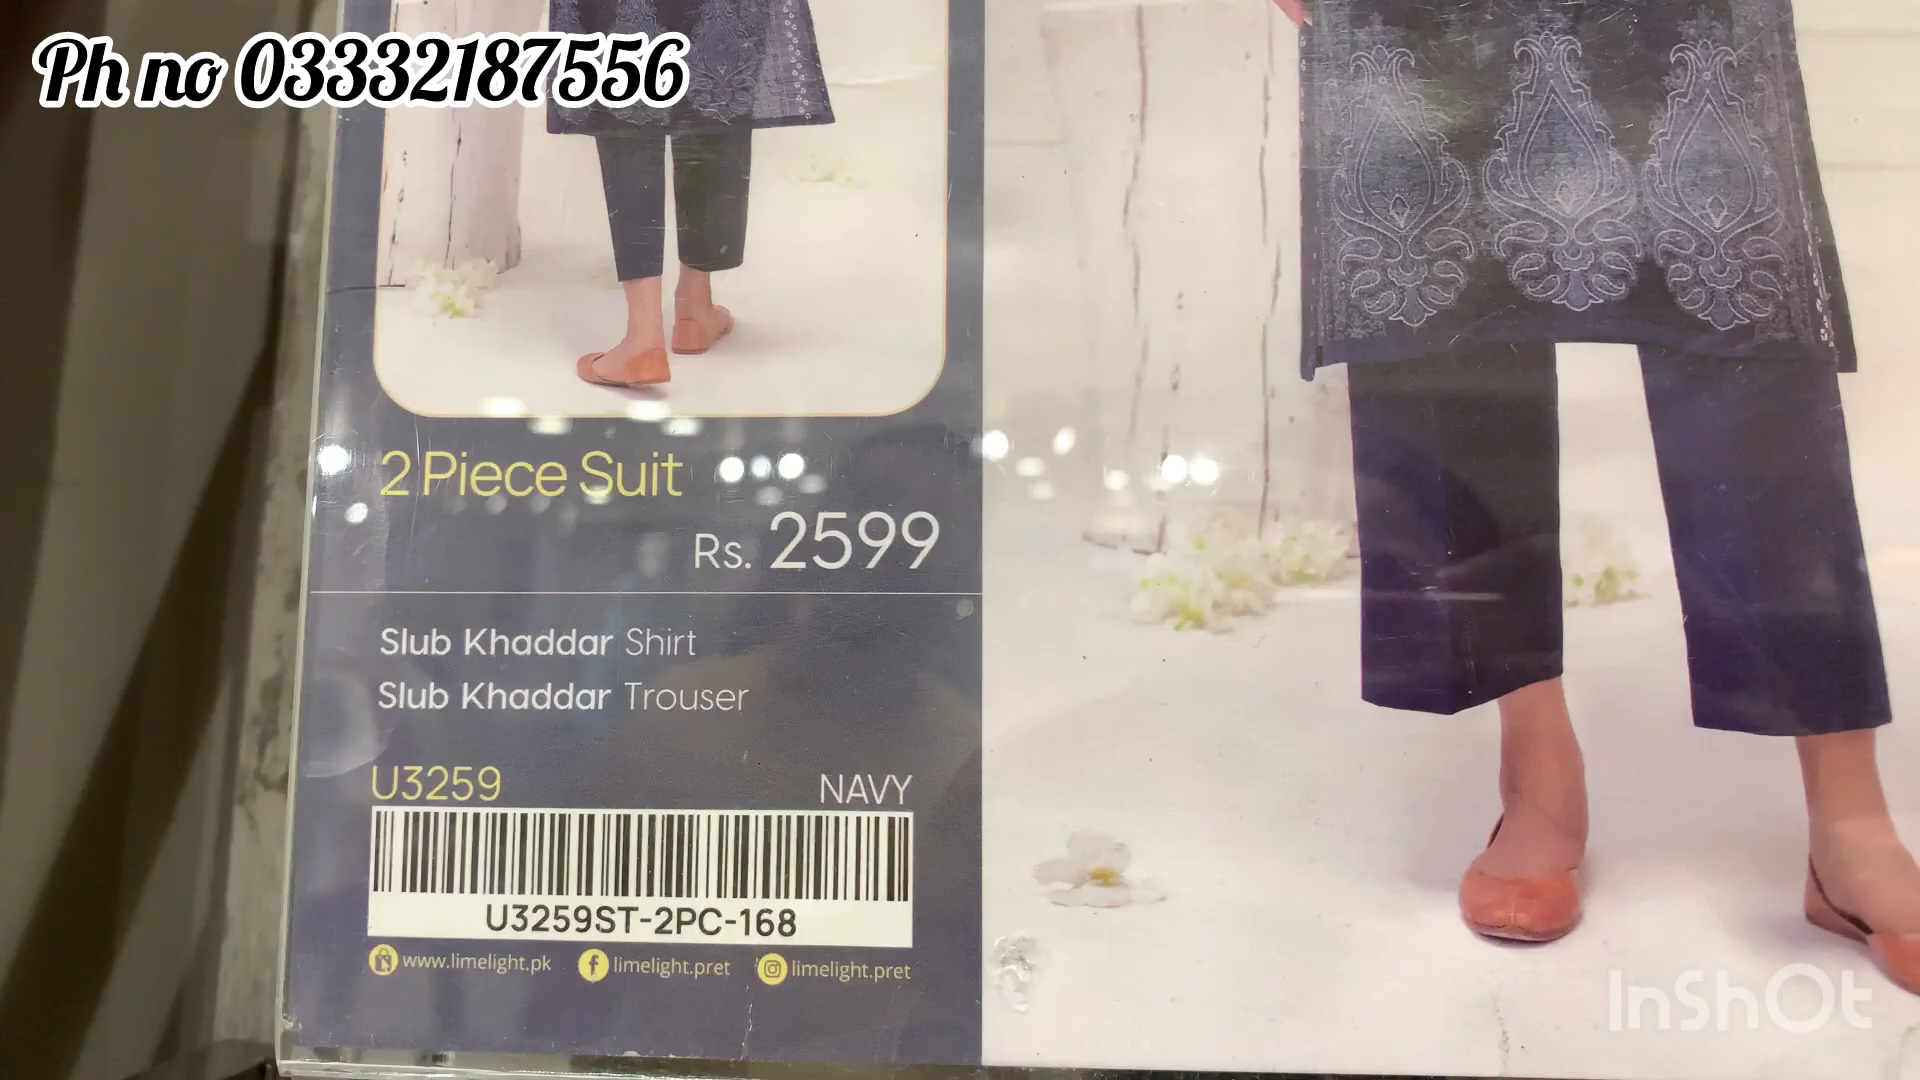 Ph no 03332187556
2 Piece Suit
Rs. 2599
Slub Khaddar Shirt
Slub Khaddar Trouser
U3259 NAVY
U3259ST-2PC-168
www.limelight.pk limelight.pret limelight.pret
InShOt